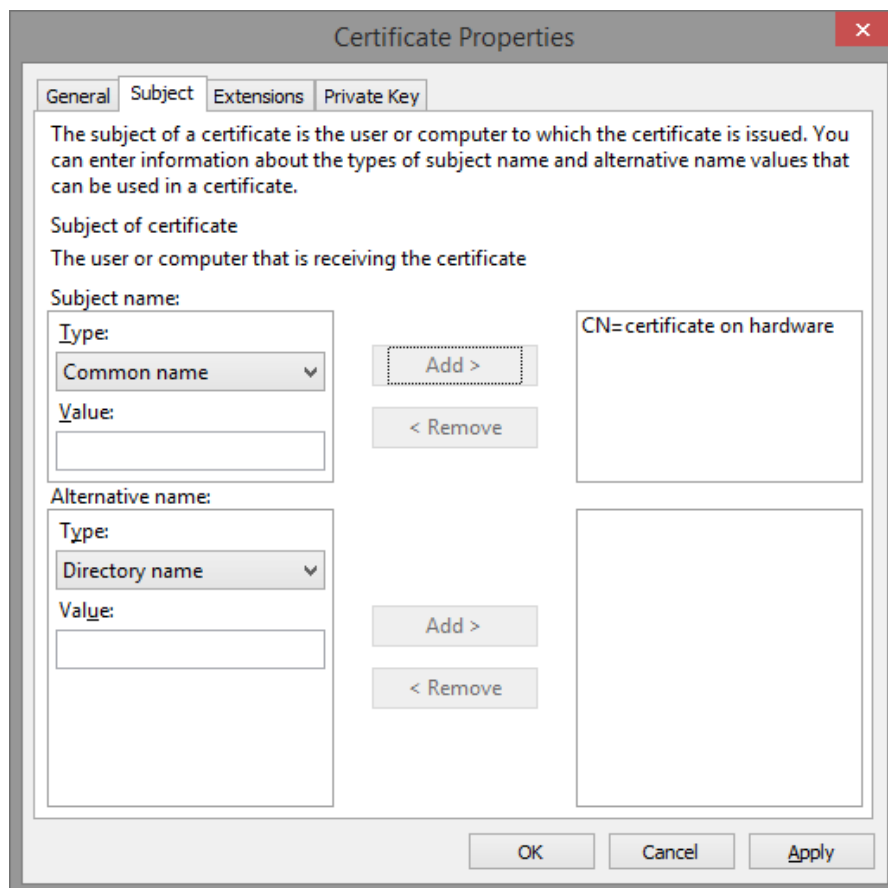 Certificate Properties
General Subject Extensions Private Key
The subject of a certificate is the user or computer to which the certificate is issued. You
can enter information about the types of subject name and alternative name values that
can be used in a certificate.
Subject of certificate
The user or computer that is receiving the certificate
Subject name:
Type:
Common name
Value:
Add >
< Remove
CN=certificate on hardware
Alternative name:
Type:
Directory name
Value:
Add >
< Remove
OK Cancel Apply